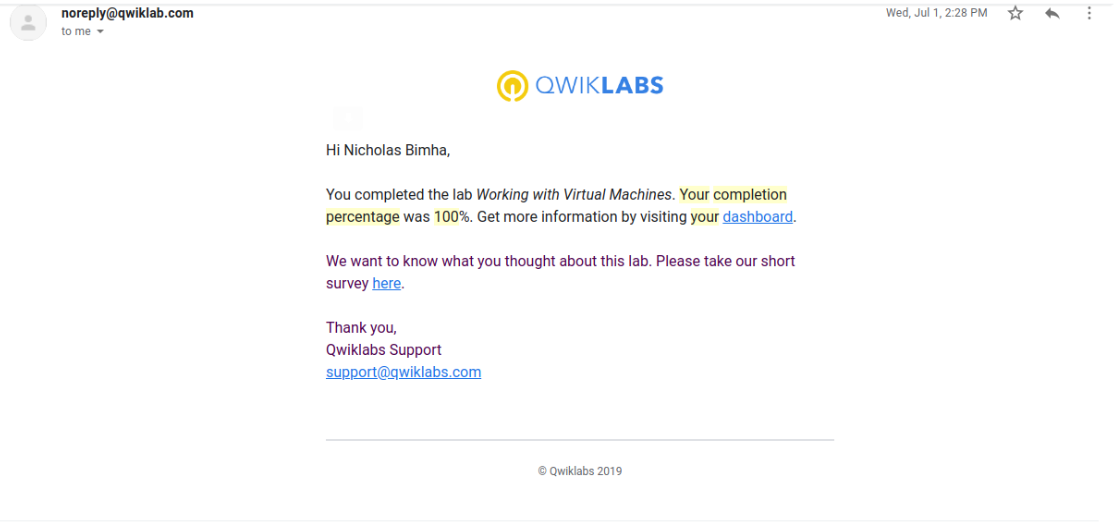 noreply@qwiklab.com
Wed, Jul 1, 2:28 PM
to me
QWIKLABS
Hi Nicholas Bimha,
You completed the lab Working with Virtual Machines. Your completion
percentage was 100%. Get more information by visiting your dashboard.
We want to know what you thought about this lab. Please take our short
survey here.
Thank you,
Qwiklabs Support
support@qwiklabs.com
© Qwiklabs 2019